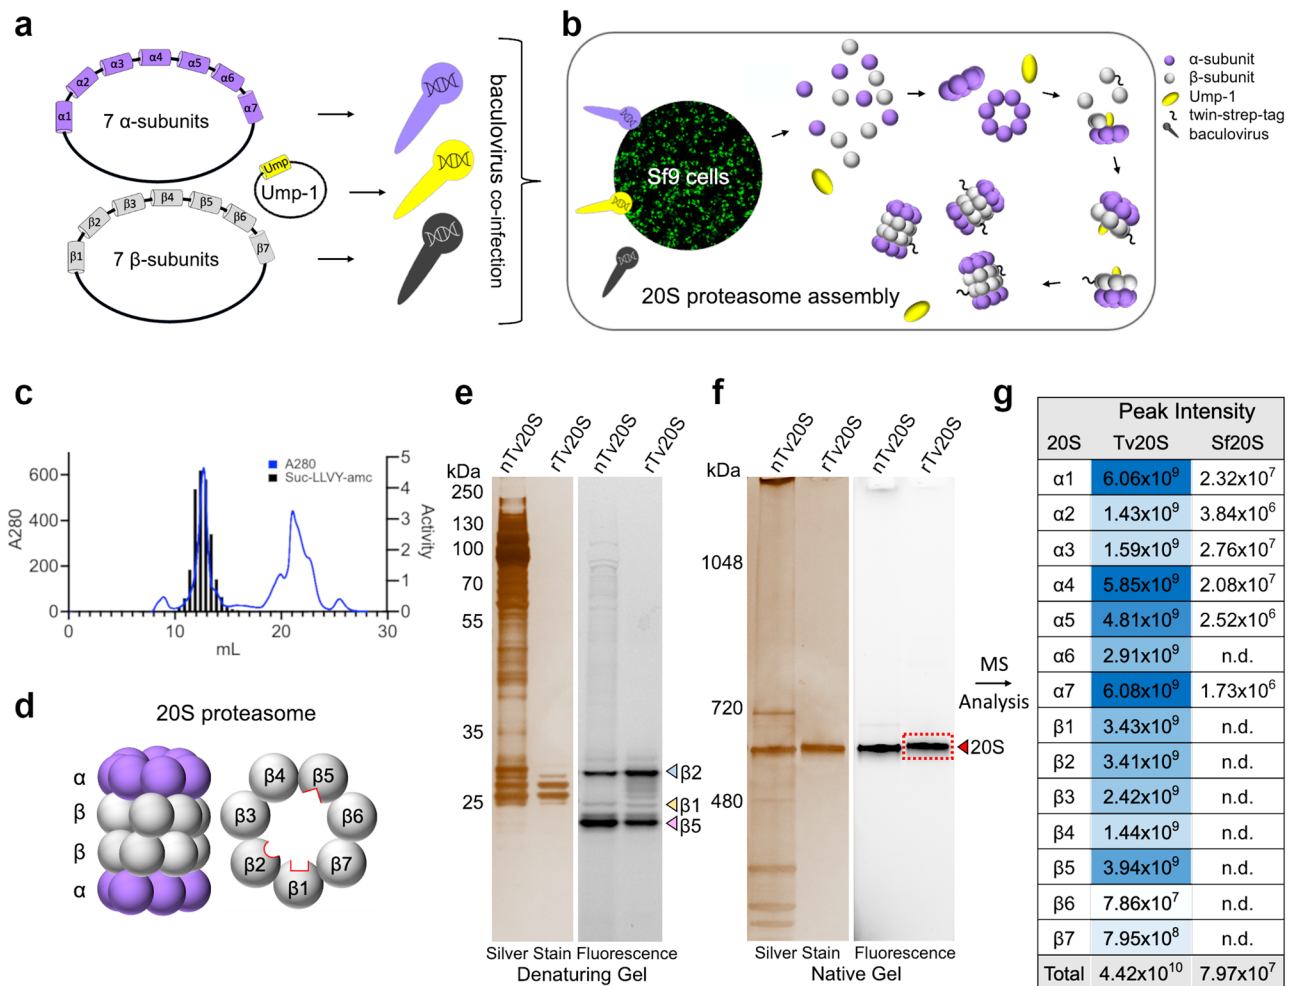 a
α1
α2
α3
α4
α5
α6
α7
7 α-subunits
Ump
Ump-1
β1
β2
β3
β4
β5
β6
β7
7 β-subunits
baculovirus co-infection
b
Sf9 cells
20S proteasome assembly
α-subunit
β-subunit
Ump-1
twin-strep-tag
baculovirus
c
A280
Suc-LLVY-amc
600
400
200
0
A280
5
4
3
2
1
0
Activity
0 10 20 30
mL
d
20S proteasome
α
β
β
α
β4
β5
β3
β6
β2
β7
β1
e
nTv20S rTv20S nTv20S rTv20S
kDa
250
130
100
70
55
35
25
β2
β1
β5
Silver Stain Fluorescence
Denaturing Gel
f
nTv20S rTv20S nTv20S rTv20S
kDa
1048
720
480
20S
Silver Stain Fluorescence
Native Gel
MS
Analysis
g
Peak Intensity
20S Tv20S Sf20S
α1 6.06x10⁹ 2.32x10⁷
α2 1.43x10⁹ 3.84x10⁶
α3 1.59x10⁹ 2.76x10⁷
α4 5.85x10⁹ 2.08x10⁷
α5 4.81x10⁹ 2.52x10⁶
α6 2.91x10⁹ n.d.
α7 6.08x10⁹ 1.73x10⁶
β1 3.43x10⁹ n.d.
β2 3.41x10⁹ n.d.
β3 2.42x10⁹ n.d.
β4 1.44x10⁹ n.d.
β5 3.94x10⁹ n.d.
β6 7.86x10⁷ n.d.
β7 7.95x10⁸ n.d.
Total 4.42x10¹⁰ 7.97x10⁷